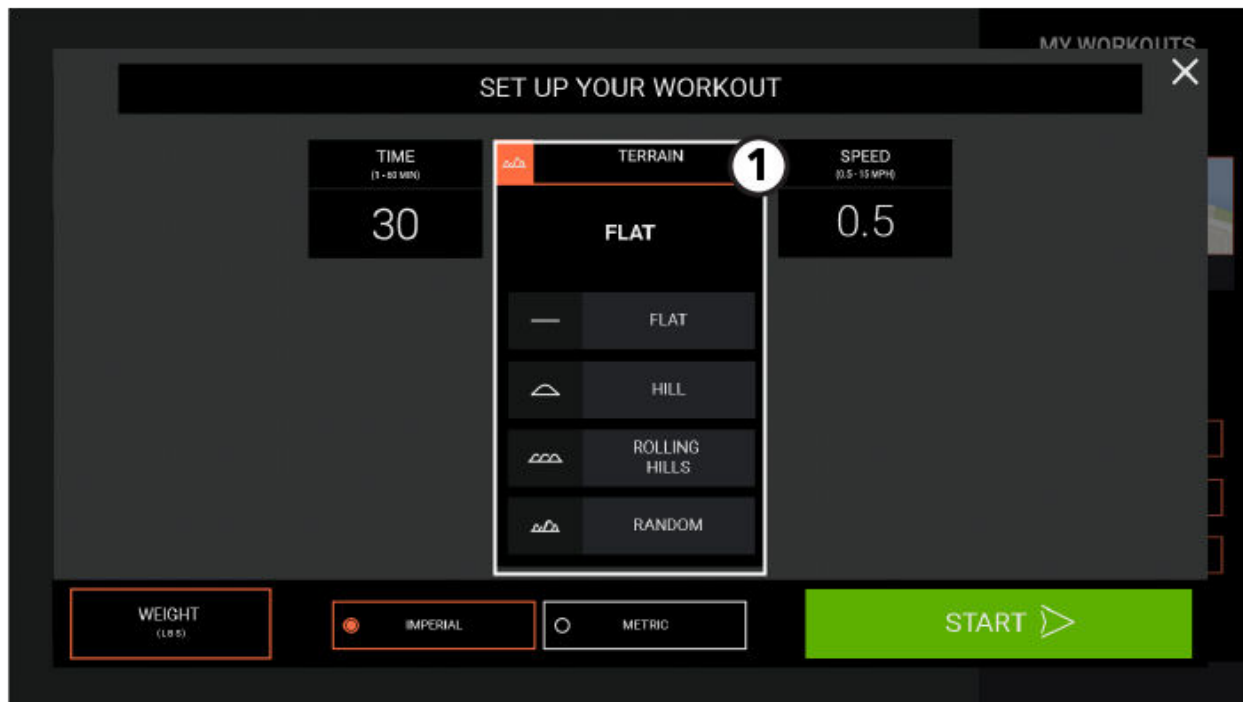 MY WORKOUTS
SET UP YOUR WORKOUT
TIME
(1 - 60 MIN)
30
TERRAIN
1
FLAT
FLAT
HILL
ROLLING
HILLS
RANDOM
SPEED
(0.5 - 15 MPH)
0.5
WEIGHT
(LBS)
IMPERIAL
METRIC
START